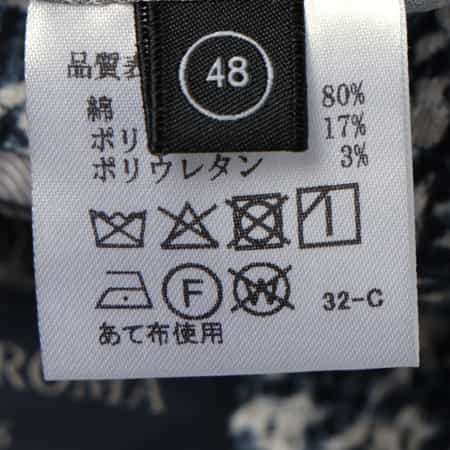 48
品質表
綿 80%
ポリ 17%
ポリウレタン 3%
F W 32-C
あて布使用
ROMA